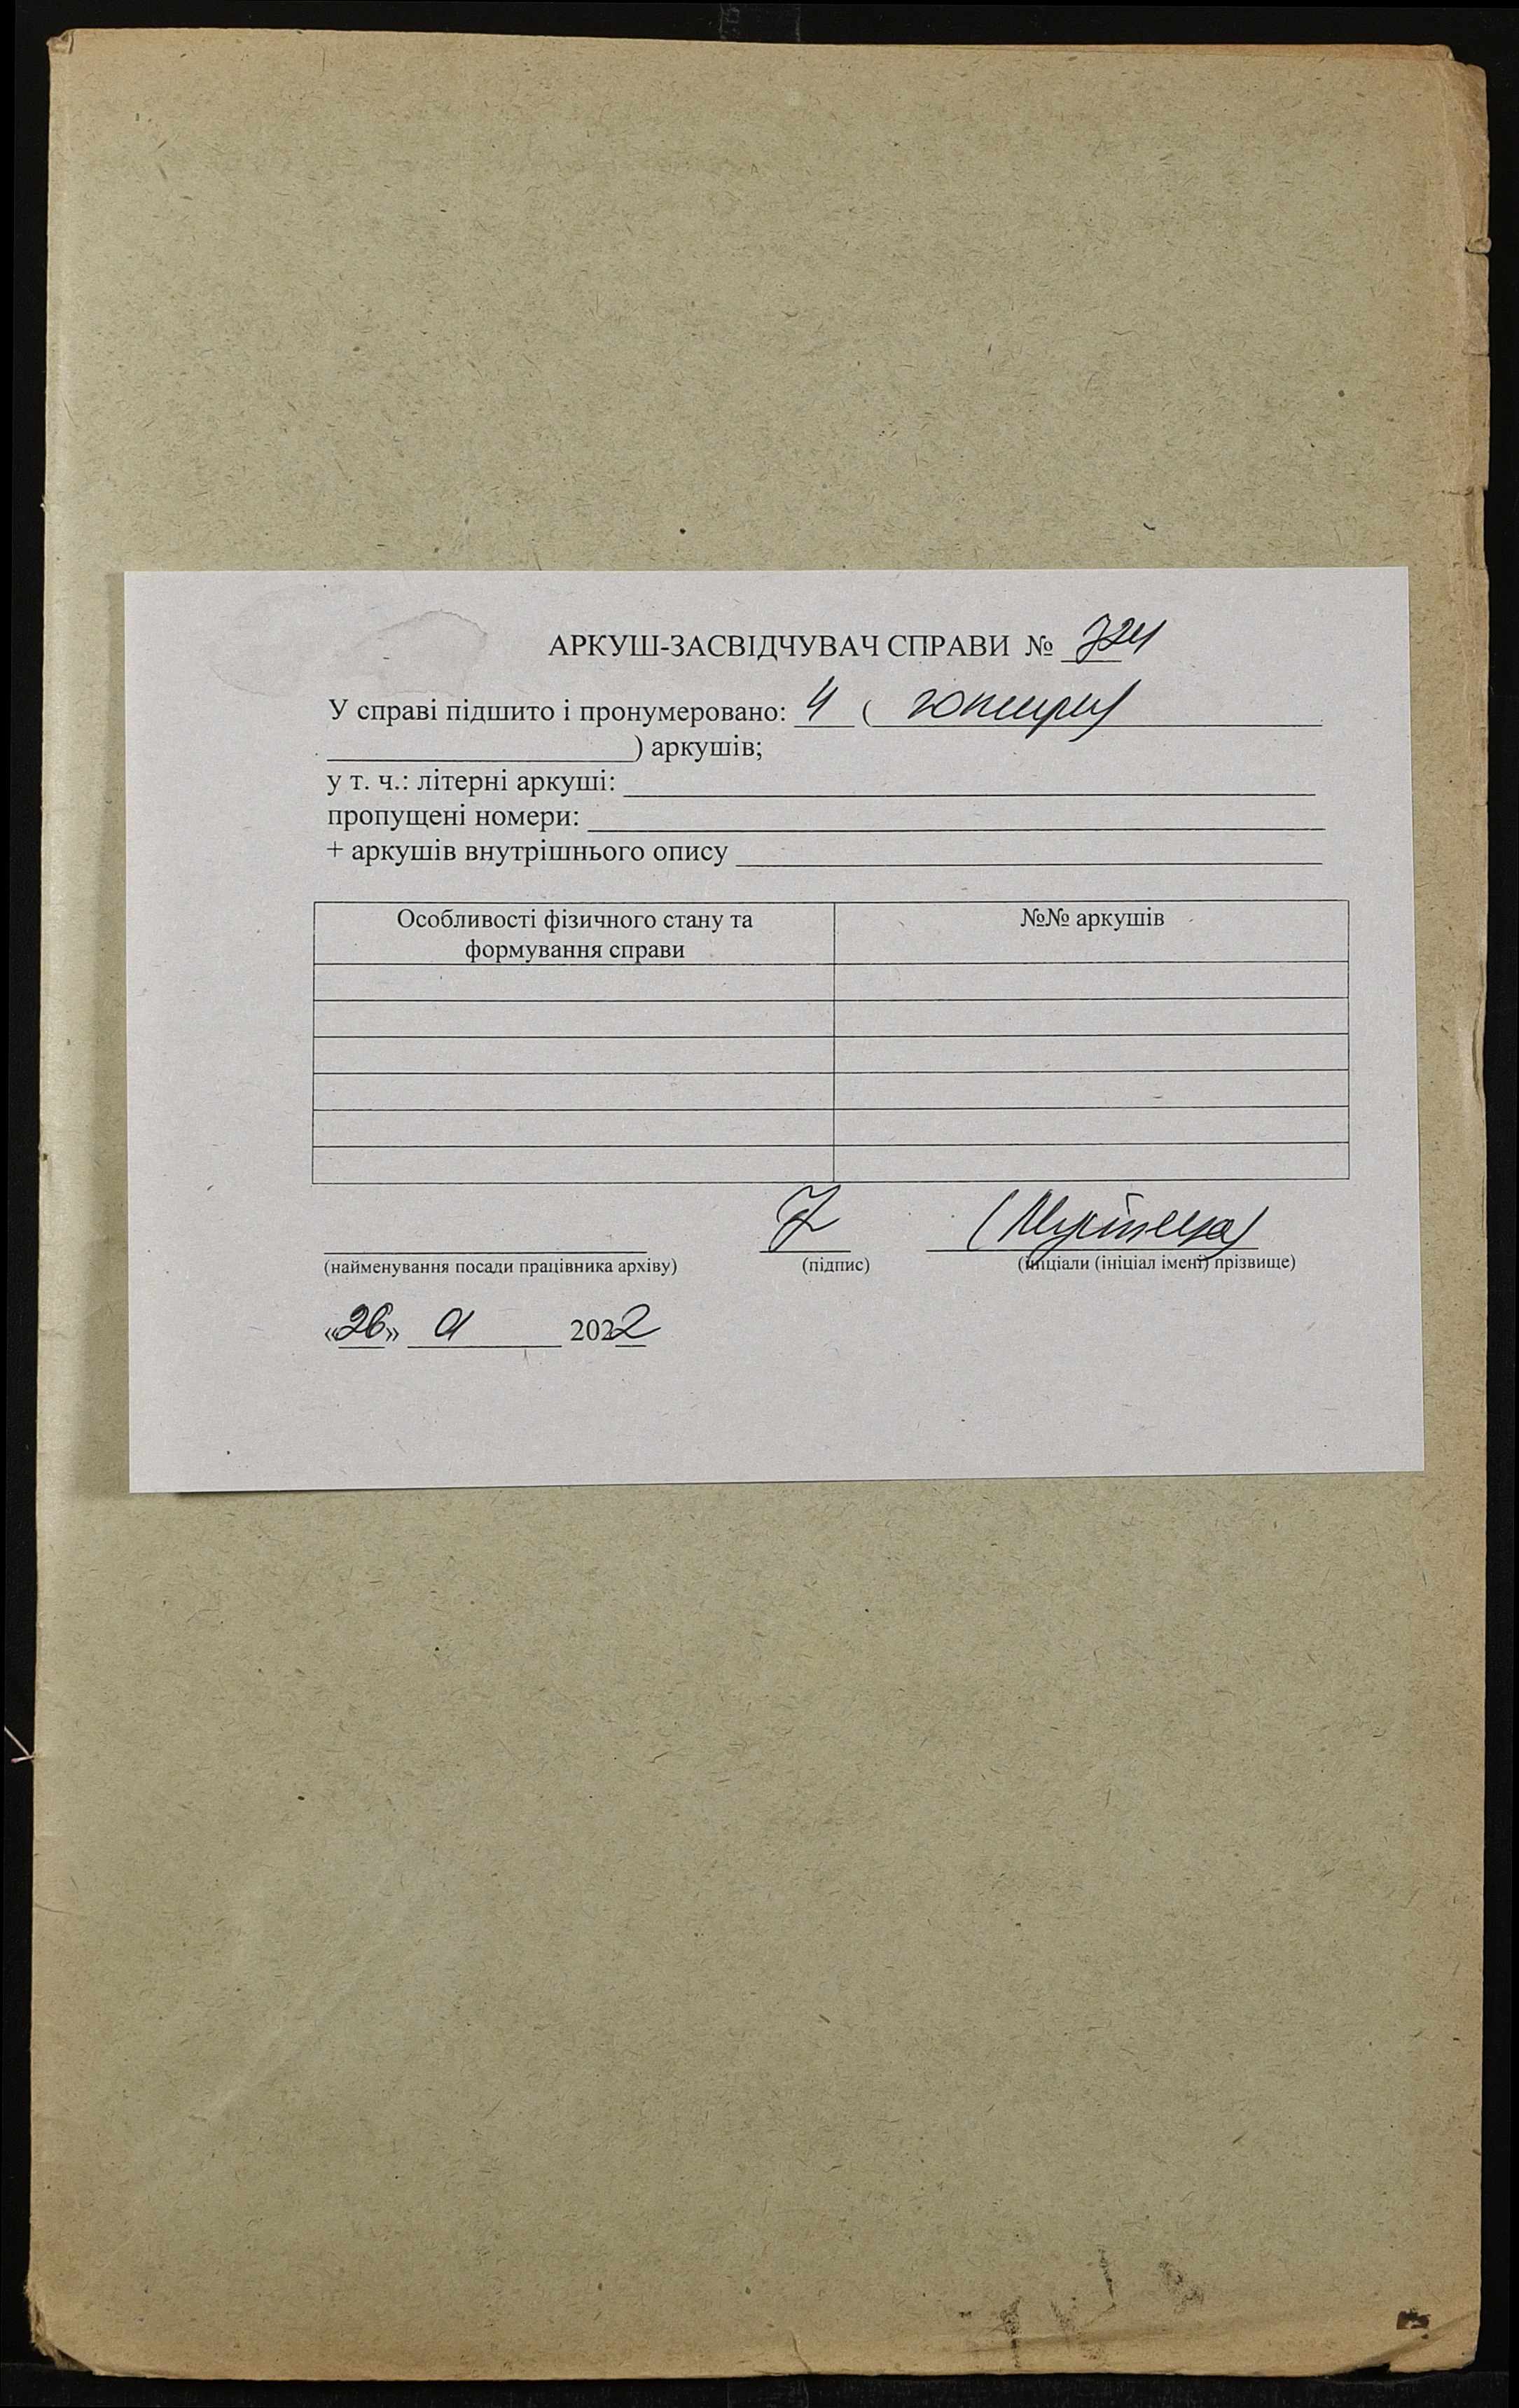 АРКУШ-ЗАСВІДЧУВАЧ СПРАВИ № 724
У справі підшито і пронумеровано: 4 ( чотири)
) аркушів;
у т. ч.: літерні аркуші:
пропущені номери:
+ аркушів внутрішнього опису
Особливості фізичного стану та формування справи
№№ аркушів
(найменування посади працівника архіву)
(підпис)
(ініціали (ініціал імені) прізвище)
«26» 01 2022